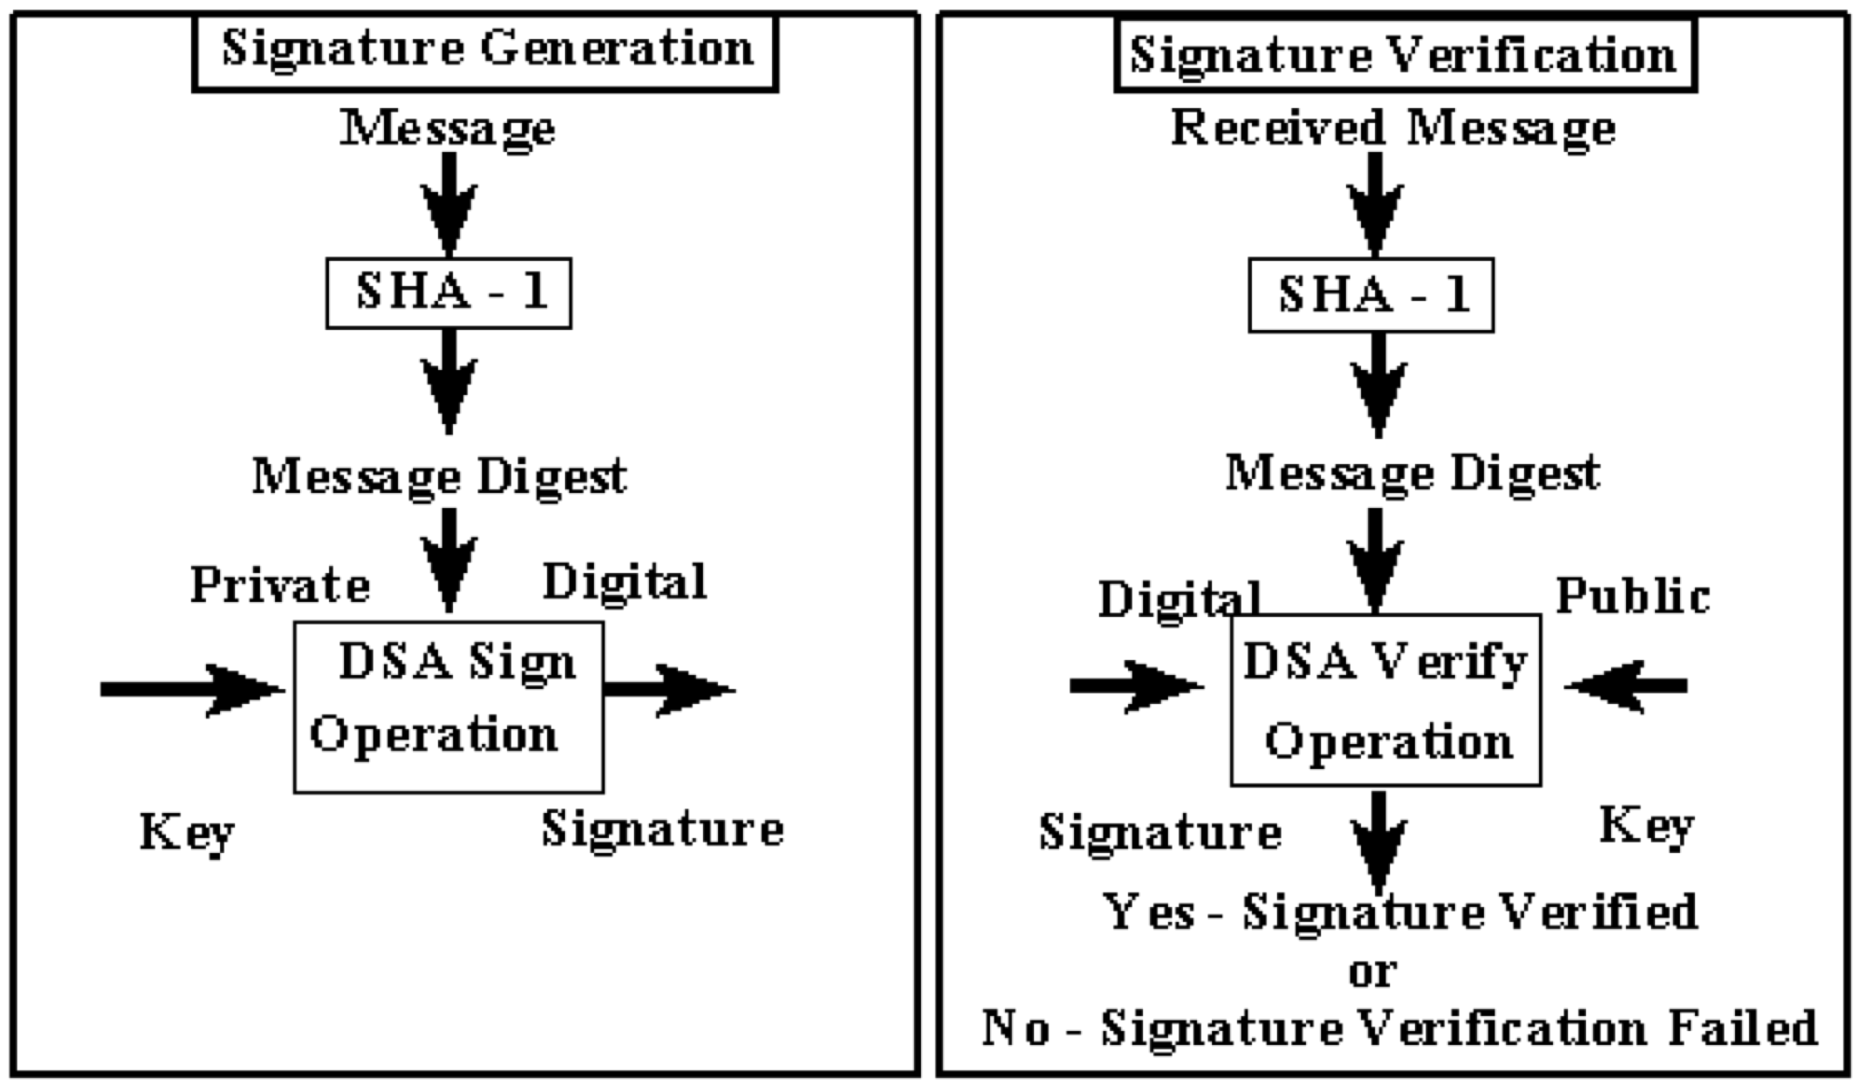 Signature Generation
Message
SHA - 1
Message Digest
Private
Digital
DSA Sign
Operation
Key
Signature
Signature Verification
Received Message
SHA - 1
Message Digest
Digital
Public
DSA Verify
Operation
Signature
Key
Yes - Signature Verified
or
No - Signature Verification Failed